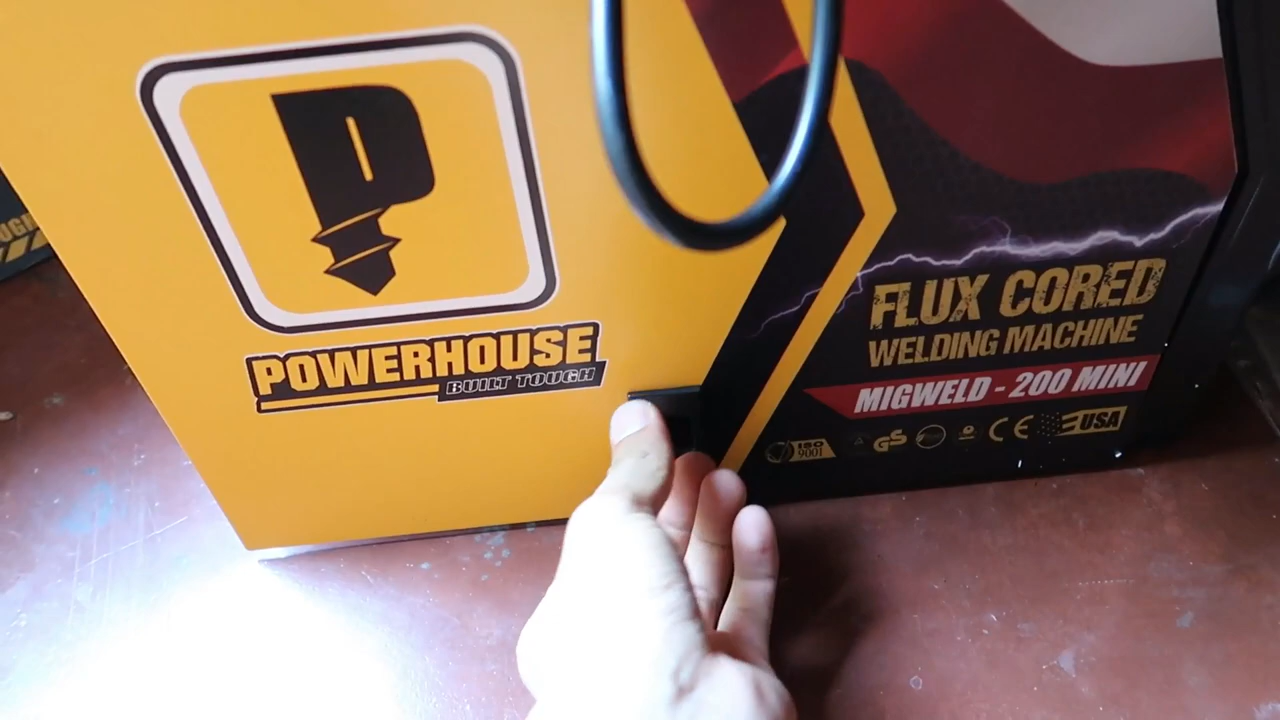 P
POWERHOUSE
BUILT TOUGH
FLUX CORED
WELDING MACHINE
MIGWELD - 200 MINI
ISO
9001
GS
CE
USA